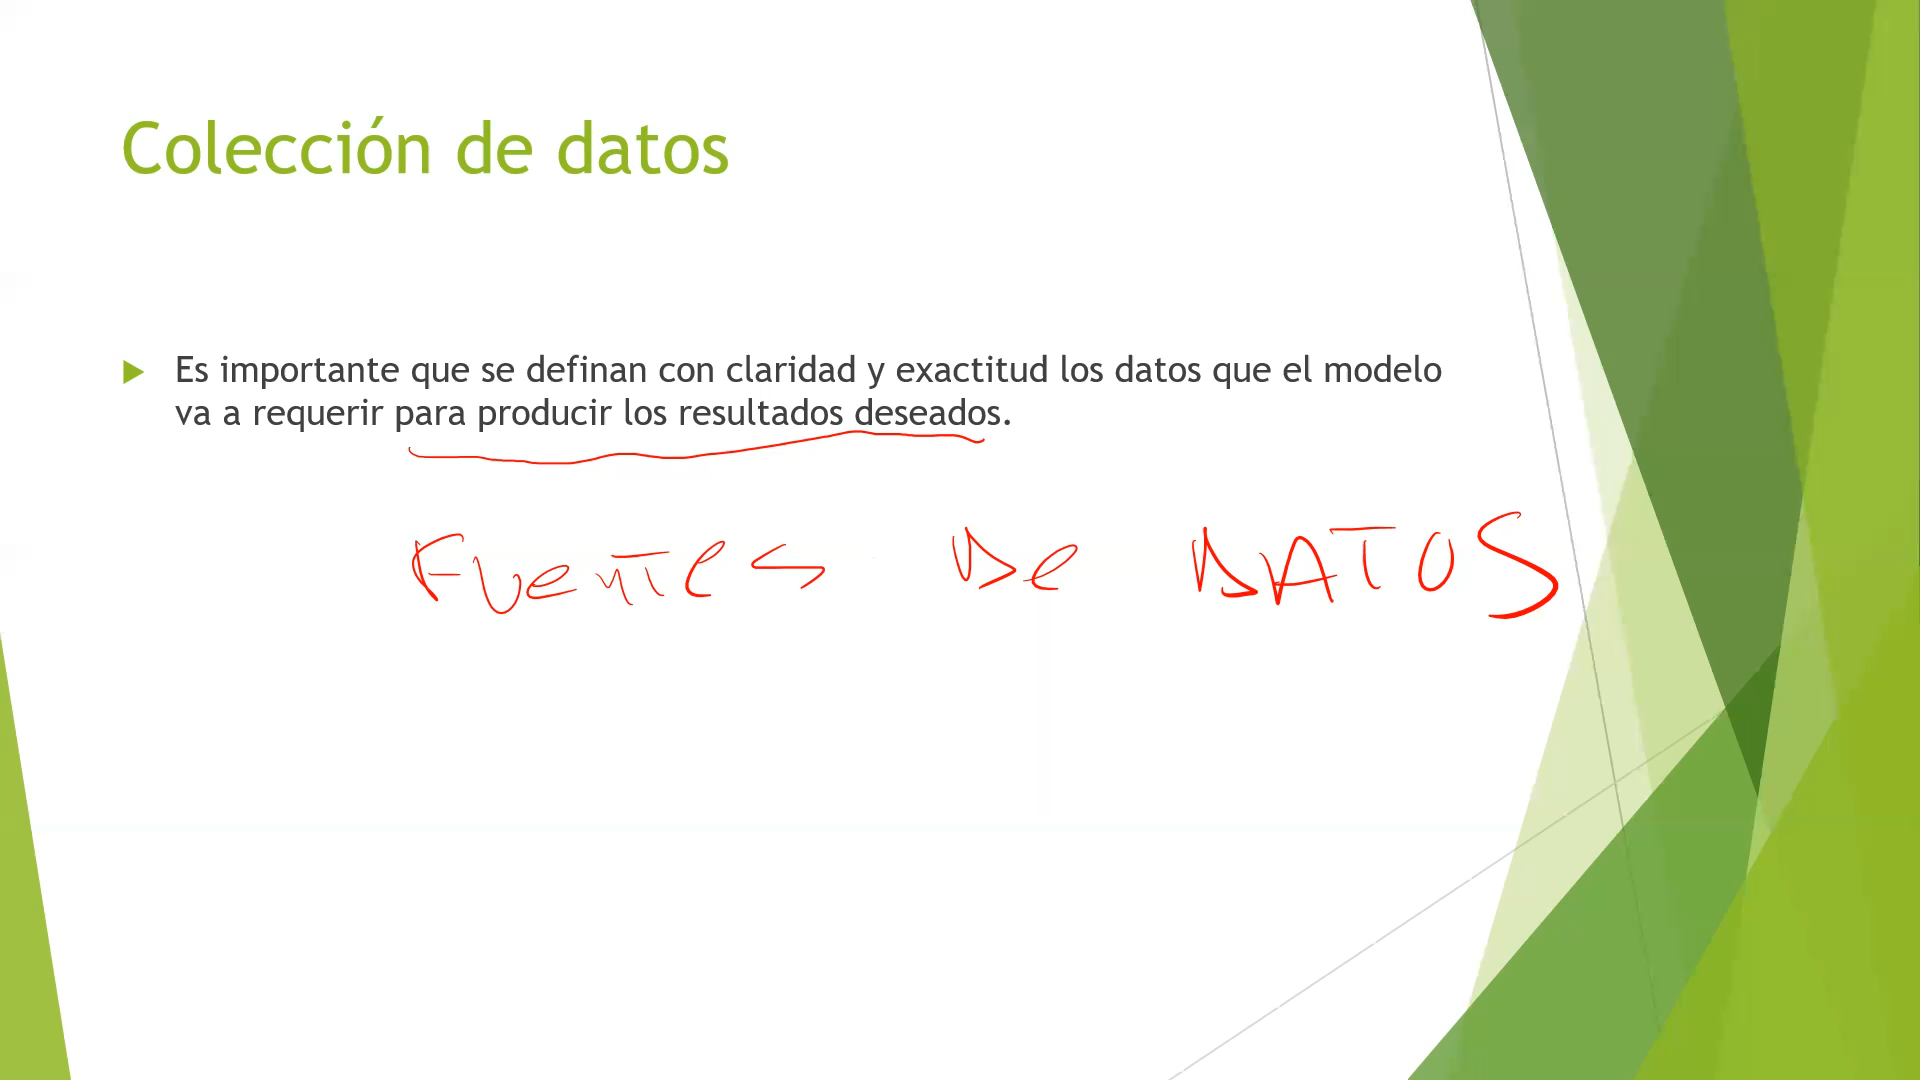 Colección de datos
Es importante que se definan con claridad y exactitud los datos que el modelo
va a requerir para producir los resultados deseados.
FUeNTeS De DATOS